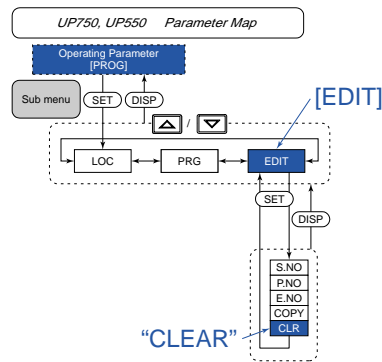 UP750, UP550 Parameter Map
Operating Parameter
[PROG]
Sub menu
SET
DISP
[EDIT]
/
LOC
PRG
EDIT
SET
DISP
S.NO
P.NO
E.NO
COPY
CLR
“CLEAR”